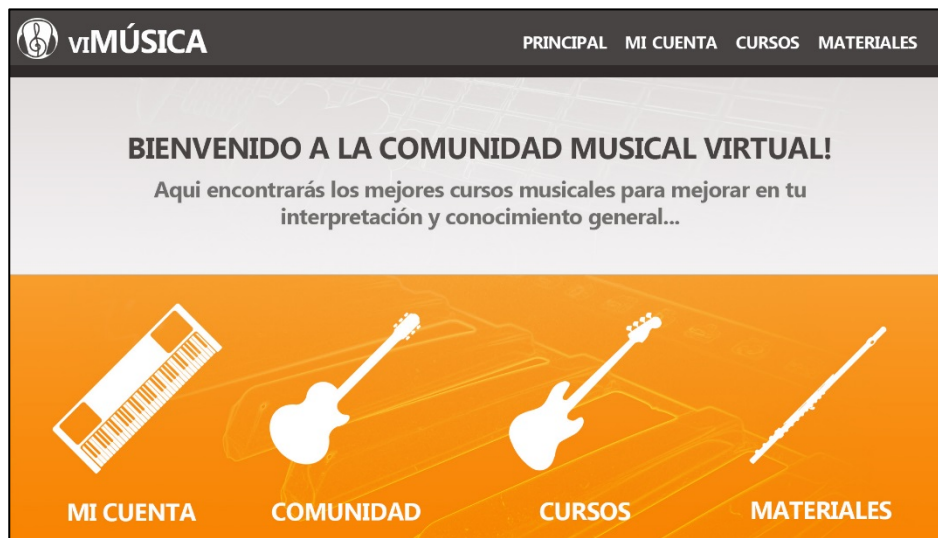 VIMÚSICA
PRINCIPAL MI CUENTA CURSOS MATERIALES
BIENVENIDO A LA COMUNIDAD MUSICAL VIRTUAL!
Aqui encontrarás los mejores cursos musicales para mejorar en tu
interpretación y conocimiento general...
MI CUENTA COMUNIDAD CURSOS MATERIALES